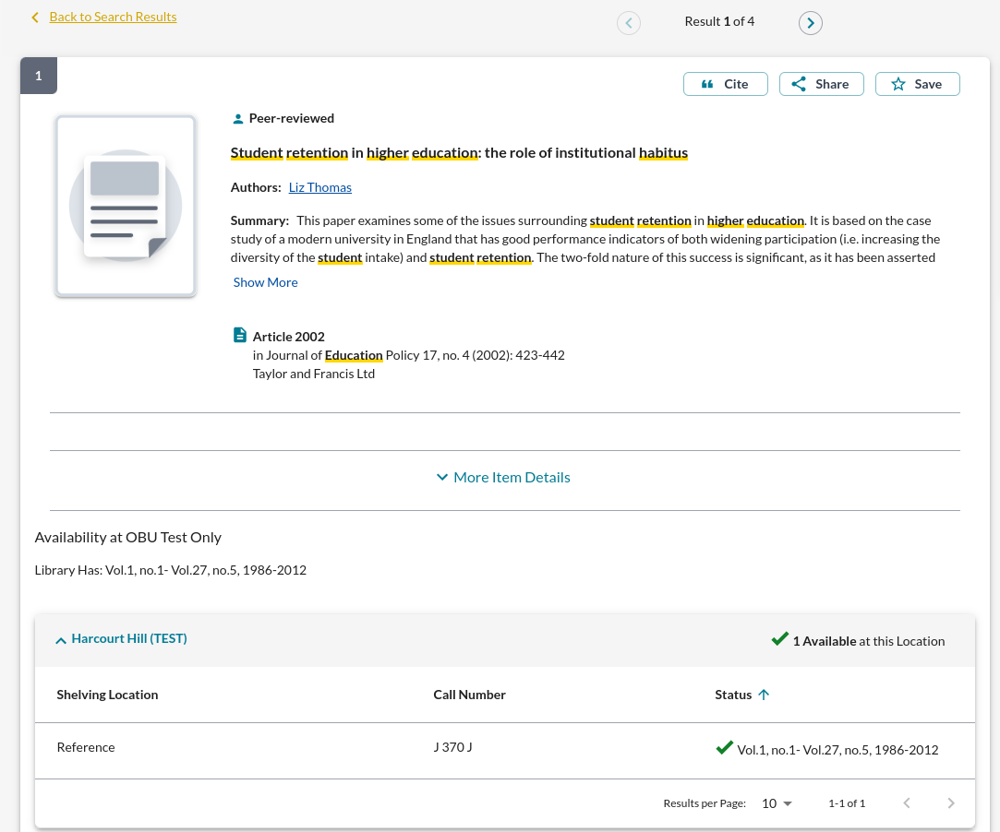 Back to Search Results
Result 1 of 4
1
Cite
Share
Save
Peer-reviewed
Student retention in higher education: the role of institutional habitus
Authors: Liz Thomas
Summary: This paper examines some of the issues surrounding student retention in higher education. It is based on the case
study of a modern university in England that has good performance indicators of both widening participation (i.e. increasing the
diversity of the student intake) and student retention. The two-fold nature of this success is significant, as it has been asserted
Show More
Article 2002
in Journal of Education Policy 17, no. 4 (2002): 423-442
Taylor and Francis Ltd
More Item Details
Availability at OBU Test Only
Library Has: Vol.1, no.1- Vol.27, no.5, 1986-2012
Harcourt Hill (TEST)
1 Available at this Location
Shelving Location Call Number Status
Reference J 370 J Vol.1, no.1- Vol.27, no.5, 1986-2012
Results per Page: 10 1-1 of 1